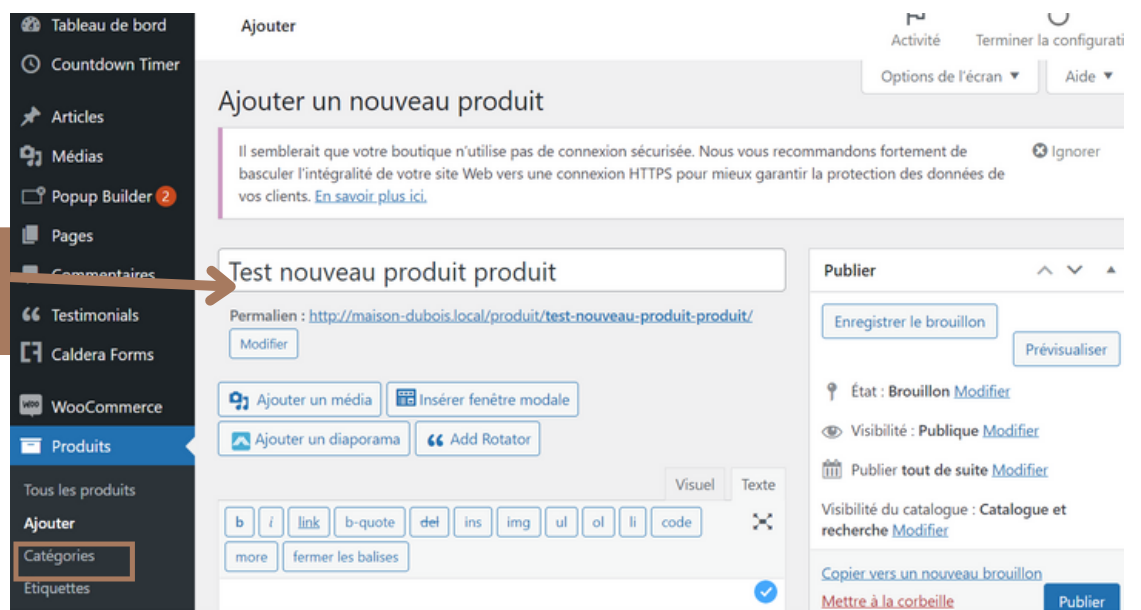 Tableau de bord
Countdown Timer
Articles
Médias
Popup Builder 2
Pages
Commentaires
Testimonials
Caldera Forms
WooCommerce
Produits
Tous les produits
Ajouter
Catégories
Étiquettes
Ajouter
Activité
Terminer la configurati
Options de l'écran ▼
Aide ▼
Ajouter un nouveau produit
Il semblerait que votre boutique n'utilise pas de connexion sécurisée. Nous vous recommandons fortement de
basculer l'intégralité de votre site Web vers une connexion HTTPS pour mieux garantir la protection des données de
vos clients. En savoir plus ici.
Ignorer
Test nouveau produit produit
Permalien : http://maison-dubois.local/produit/test-nouveau-produit-produit/
Modifier
Ajouter un média
Insérer fenêtre modale
Ajouter un diaporama
Add Rotator
Visuel
Texte
b
i
link
b-quote
del
ins
img
ul
ol
li
code
more
fermer les balises
Publier
Enregistrer le brouillon
Prévisualiser
État : Brouillon Modifier
Visibilité : Publique Modifier
Publier tout de suite Modifier
Visibilité du catalogue : Catalogue et
recherche Modifier
Copier vers un nouveau brouillon
Mettre à la corbeille
Publier